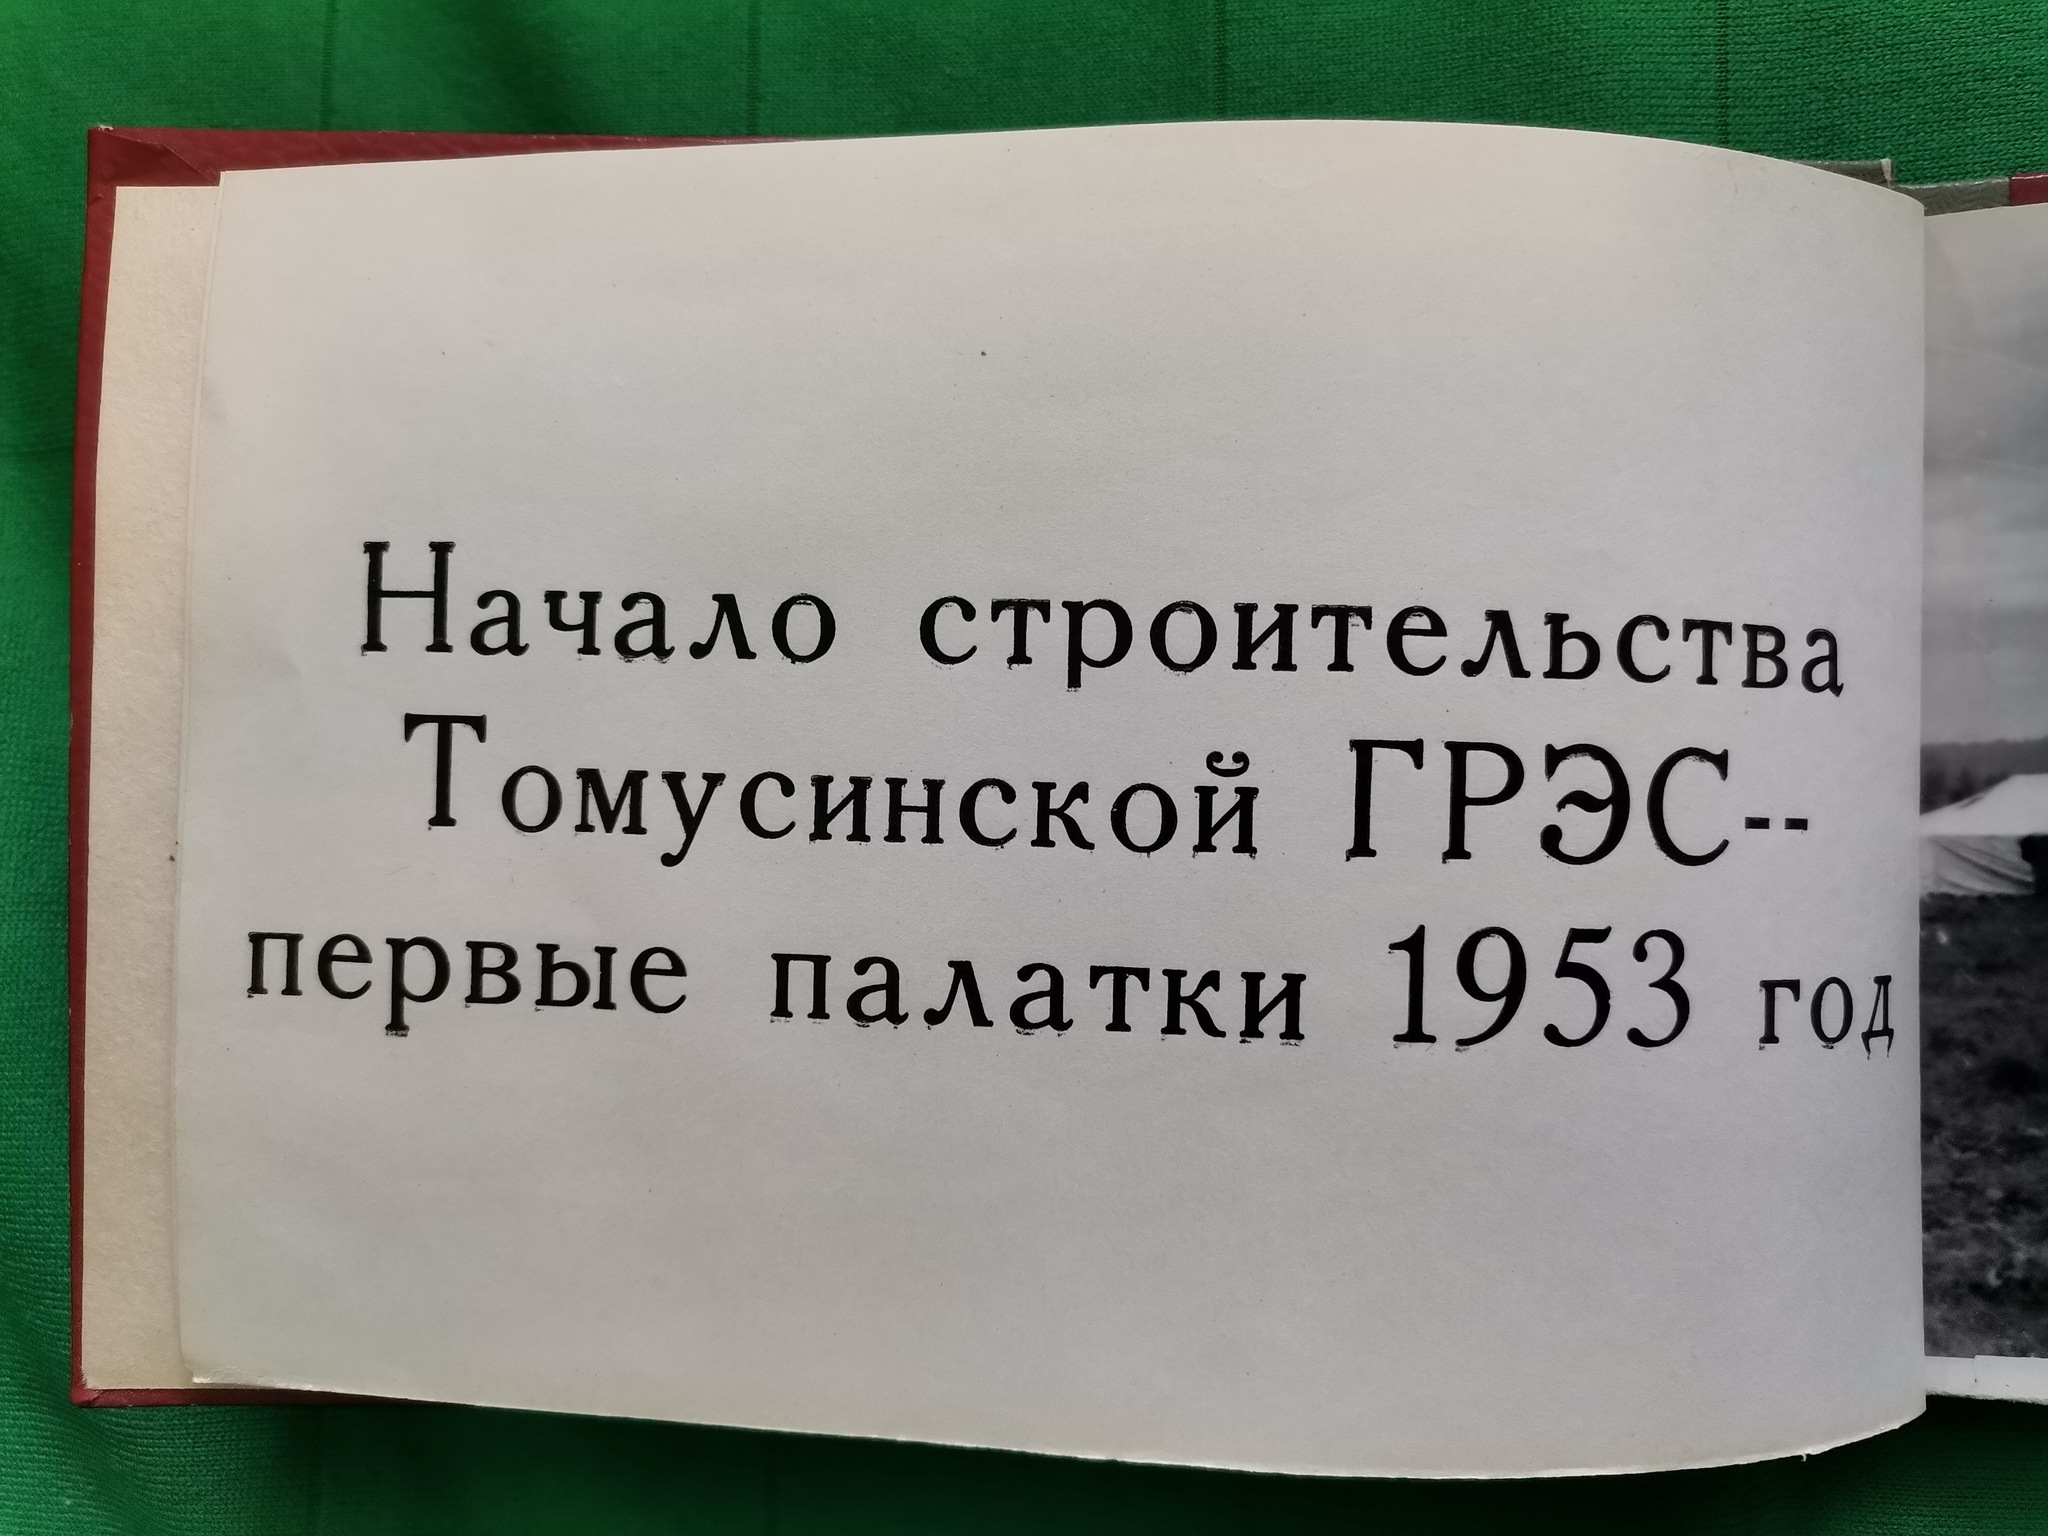 Начало строительства
Томусинской ГРЭС--
первые палатки 1953 год